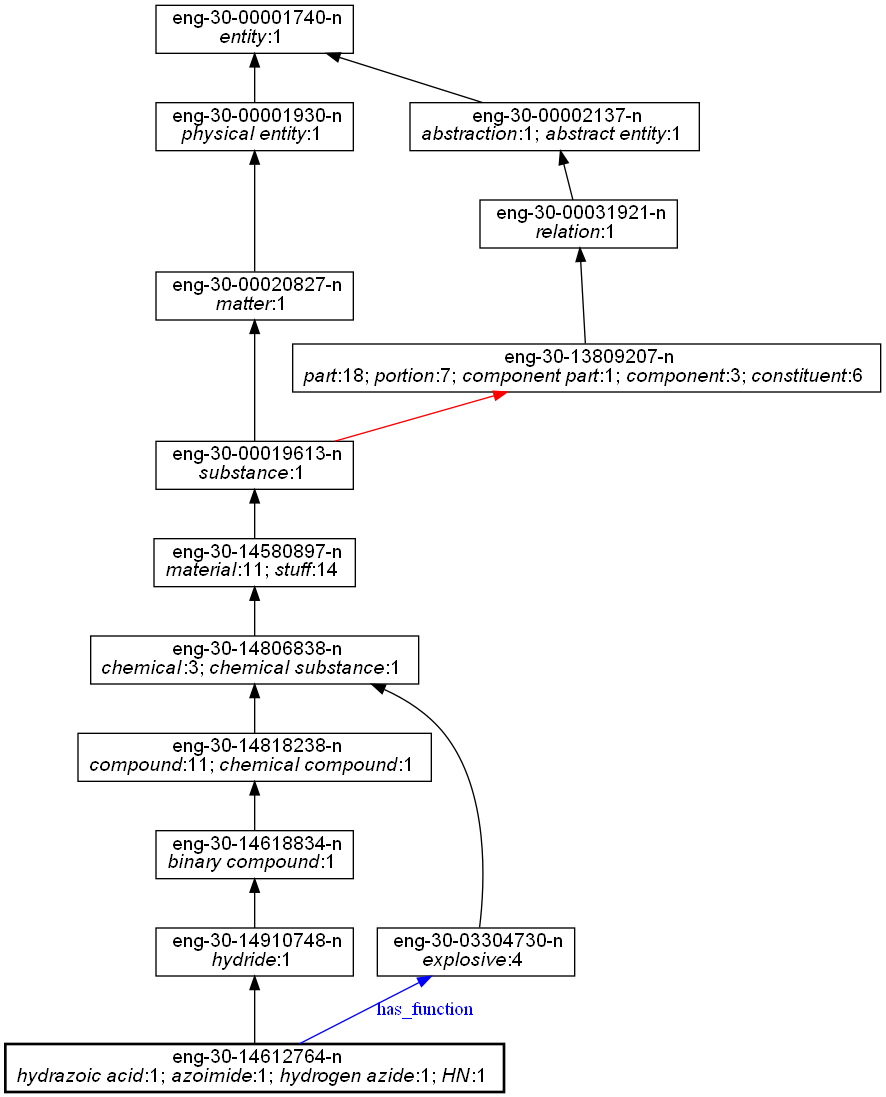 eng-30-00001740-n
entity:1
eng-30-00001930-n
physical entity:1
eng-30-00002137-n
abstraction:1; abstract entity:1
eng-30-00031921-n
relation:1
eng-30-00020827-n
matter:1
eng-30-13809207-n
part:18; portion:7; component part:1; component:3; constituent:6
eng-30-00019613-n
substance:1
eng-30-14580897-n
material:11; stuff:14
eng-30-14806838-n
chemical:3; chemical substance:1
eng-30-14818238-n
compound:11; chemical compound:1
eng-30-14618834-n
binary compound:1
eng-30-14910748-n
hydride:1
eng-30-03304730-n
explosive:4
has_function
eng-30-14612764-n
hydrazoic acid:1; azoimide:1; hydrogen azide:1; HN:1